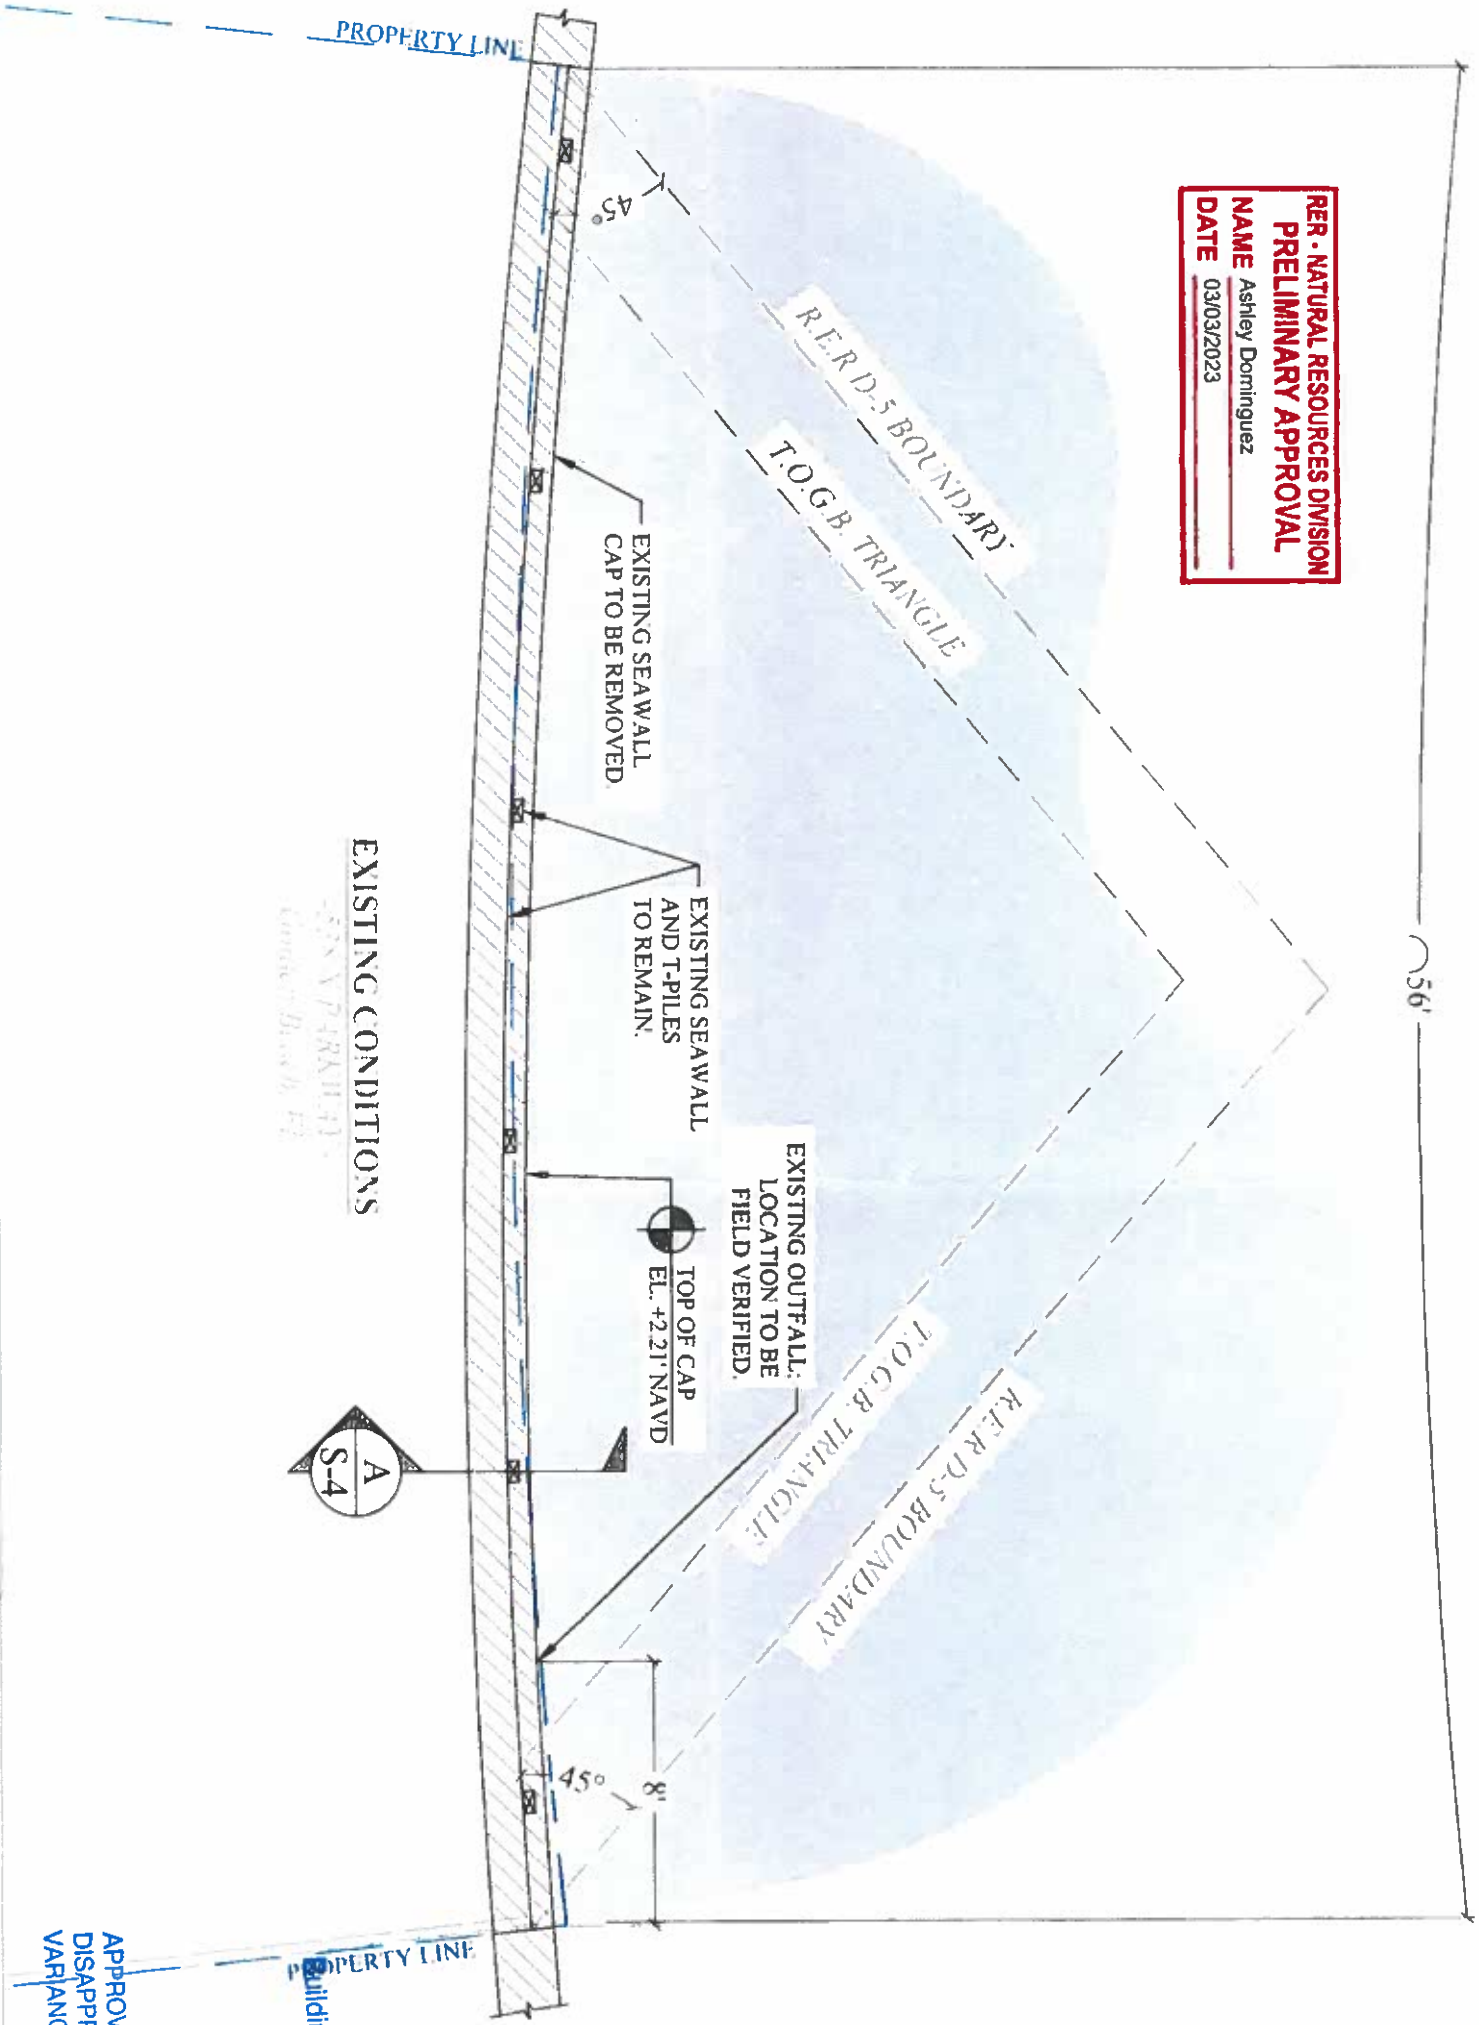 RER - NATURAL RESOURCES DIVISION
PRELIMINARY APPROVAL
NAME Ashley Dominguez
DATE 03/03/2023
56'
PROPERTY LINE
45°
R.E.R D-5 BOUNDARY
T.O.G.B. TRIANGLE
EXISTING SEAWALL
CAP TO BE REMOVED.
EXISTING SEAWALL
AND T-PILES
TO REMAIN.
EXISTING OUTFALL:
LOCATION TO BE
FIELD VERIFIED.
TOP OF CAP
EL. +2.21' NAVD
T.O.G.B. TRIANGLE
R.E.R D-5 BOUNDARY
8'
45°
A
S-4
EXISTING CONDITIONS
PROPERTY LINE